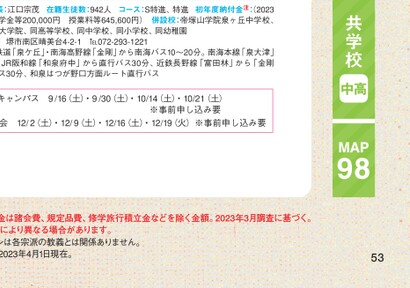 長:江口宗茂 在籍生徒数:942人 コース:S特進、特進 初年度納付金注:(2023
学金等200,000円 授業料等645,600円) 併設校:帝塚山学院泉ヶ丘中学校、
大学院、同高等学校、同中学校、同小学校、同幼稚園
堺市南区晴美台4-2-1 TEL072-293-1221
鉄道「泉ケ丘」・南海高野線「金剛」から南海バス10〜20分。南海本線「泉大津」
JR阪和線「和泉府中」から直行バス30分、近鉄長野線「富田林」から「金剛
バス30分、和泉はつが野口方面ルート直行バス
キャンパス 9/16(土)・9/30(土)・10/14(土)・10/21(土)
※事前申し込み要
会 12/2(土)・12/9(土)・12/16(土)・12/19(火) ※事前申し込み要
共学校
中高
MAP
98
金は諸会費、規定品費、修学旅行積立金などを除く金額。2023年3月調査に基づく。
により異なる場合があります。
ンは各宗派の教義とは関係ありません。
2023年4月1日現在。
53